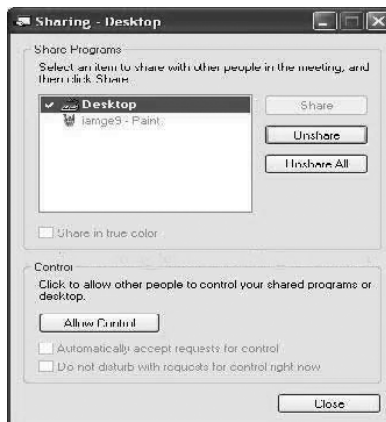 Sharing - Desktop
Share Programs
Select an item to share with other people in the meeting, and
then click Share.
Desktop
iamge9 - Paint
Share
Unshare
Unshare All
Share in true color
Control
Click to allow other people to control your shared programs or
desktop.
Allow Control
Automatically accept requests for control
Do not disturb with requests for control right now
Close